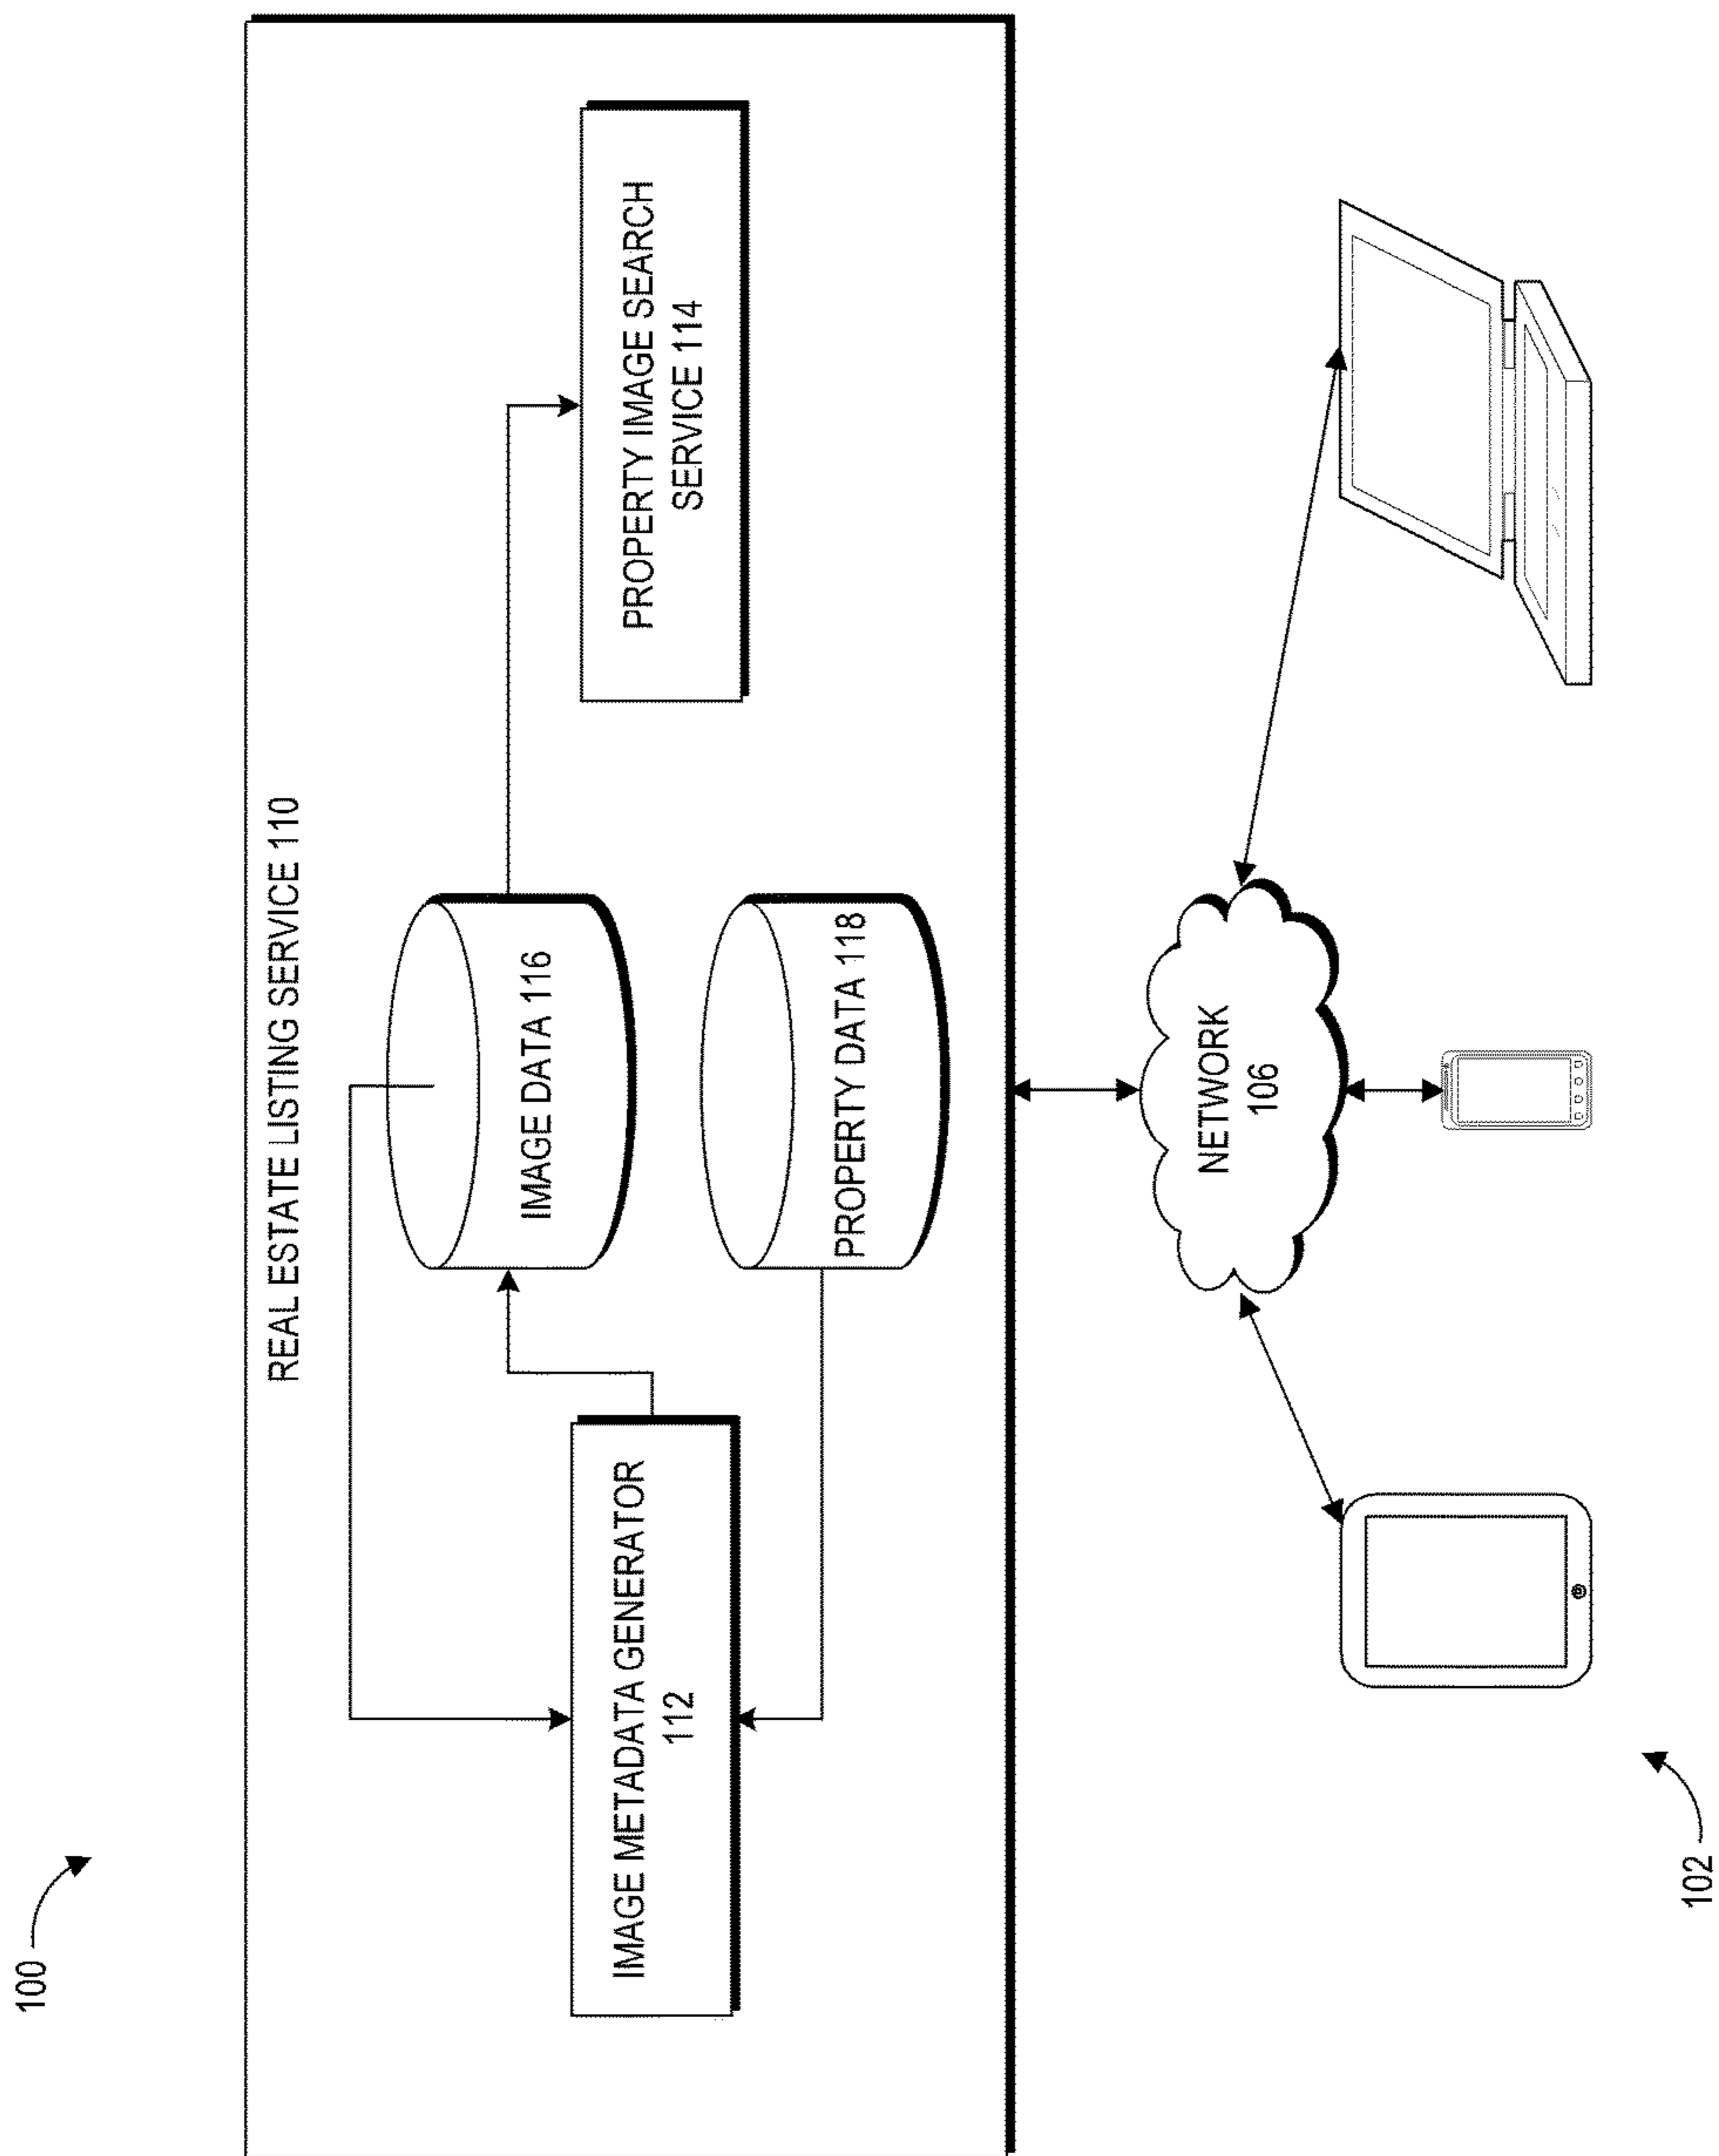 100
REAL ESTATE LISTING SERVICE 110
IMAGE METADATA GENERATOR
112
IMAGE DATA 116
PROPERTY DATA 118
PROPERTY IMAGE SEARCH
SERVICE 114
NETWORK
106
102